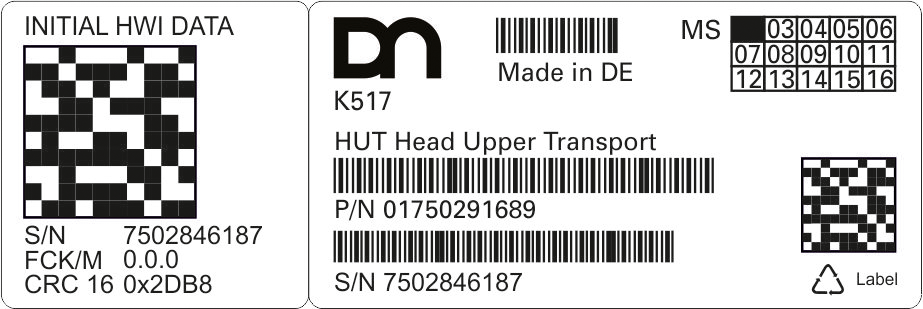 INITIAL HWI DATA
S/N 7502846187
FCK/M 0.0.0
CRC 16 0x2DB8
DN
K517
Made in DE
MS
03 04 05 06
07 08 09 10 11
12 13 14 15 16
HUT Head Upper Transport
P/N 01750291689
S/N 7502846187
Label